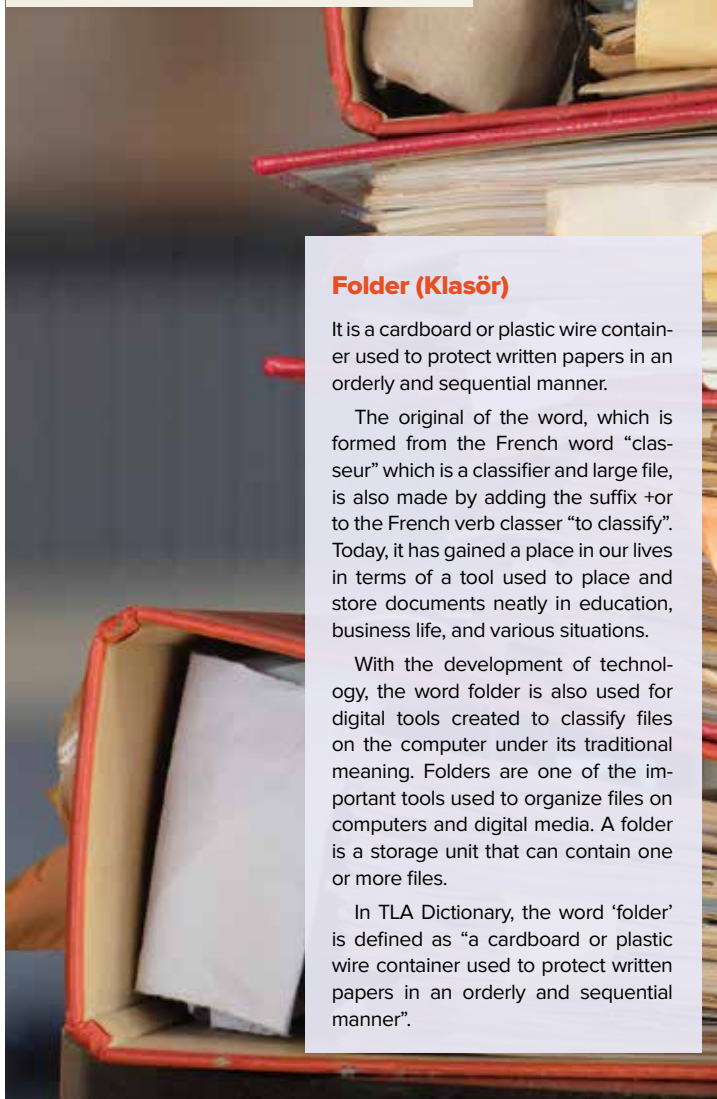 Folder (Klasör)
It is a cardboard or plastic wire contain-
er used to protect written papers in an
orderly and sequential manner.
The original of the word, which is
formed from the French word “clas-
seur” which is a classifier and large file,
is also made by adding the suffix +or
to the French verb classer “to classify”.
Today, it has gained a place in our lives
in terms of a tool used to place and
store documents neatly in education,
business life, and various situations.
With the development of technol-
ogy, the word folder is also used for
digital tools created to classify files
on the computer under its traditional
meaning. Folders are one of the im-
portant tools used to organize files on
computers and digital media. A folder
is a storage unit that can contain one
or more files.
In TLA Dictionary, the word ‘folder’
is defined as “a cardboard or plastic
wire container used to protect written
papers in an orderly and sequential
manner”.